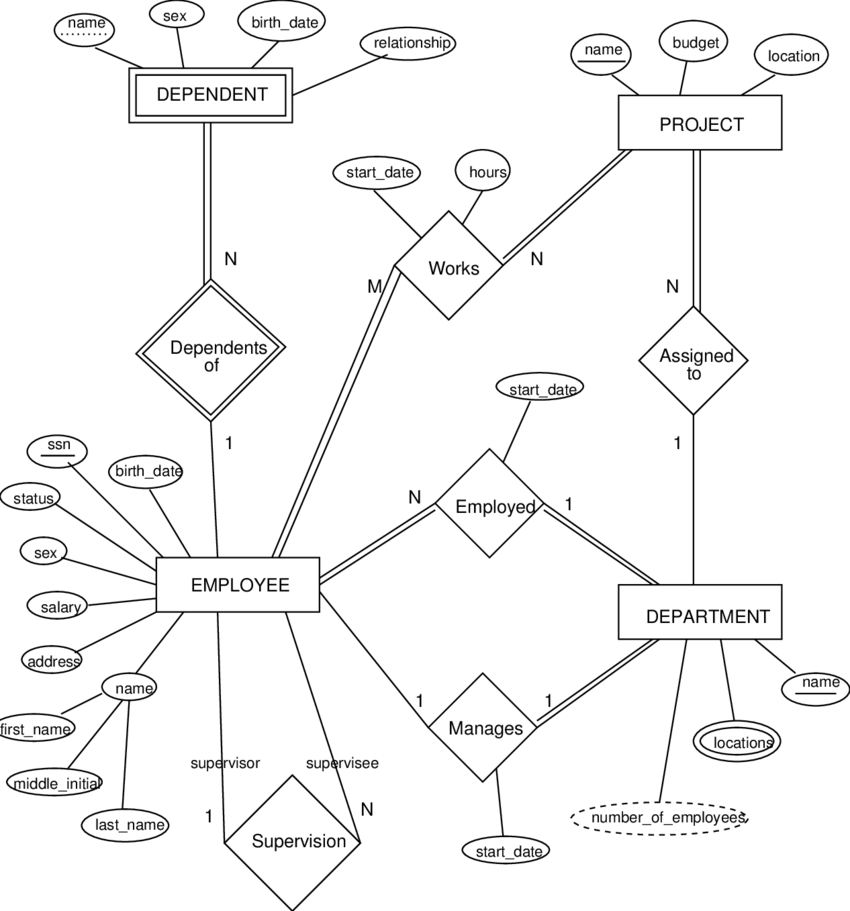 name
sex
birth_date
relationship
DEPENDENT
name
budget
location
PROJECT
start_date
hours
Works
M
N
N
N
Dependents
of
Assigned
to
1
1
start_date
N
Employed
1
ssn
birth_date
status
sex
salary
address
name
first_name
middle_initial
last_name
EMPLOYEE
DEPARTMENT
name
locations
number_of_employees
1
Manages
1
start_date
supervisor
supervisee
1
N
Supervision